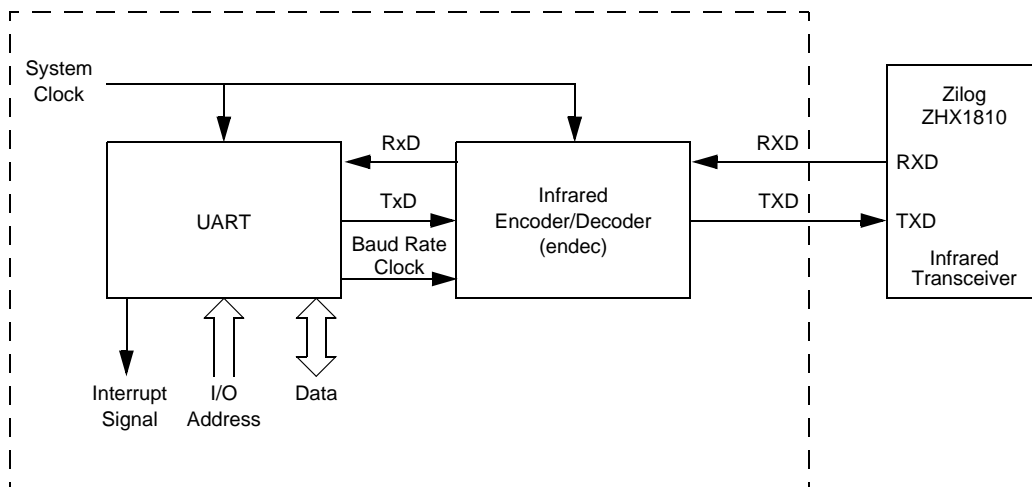 System
Clock
Zilog
ZHX1810
RxD
RXD
RXD
UART
TxD
Infrared
Encoder/Decoder
(endec)
TXD
TXD
Baud Rate
Clock
Infrared
Transceiver
Interrupt
Signal
I/O
Address
Data